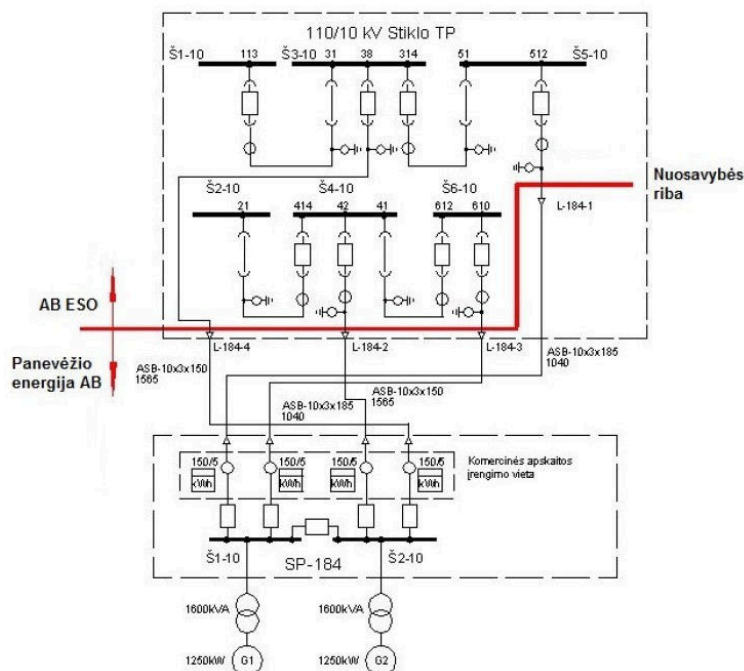 110/10 kV Stiklo TP
Š1-10 113 Š3-10 31 38 314 51 512 Š5-10
Nuosavybės
riba
Š2-10 Š4-10 Š6-10
21 414 42 41 612 610
L-184-1
AB ESO
L-184-4 L-184-2 L-184-3
Panevėžio
energija AB
ASB-10x3x150
1565
ASB-10x3x185
1040
ASB-10x3x150
1565
ASB-10x3x185
1040
150/5 150/5 150/5 150/5
kWh kWh kWh kWh
Komercinės apskaitos
įrengimo vieta
Š1-10 Š2-10
SP-184
1600kVA 1600kVA
1250kW G1 1250kW G2